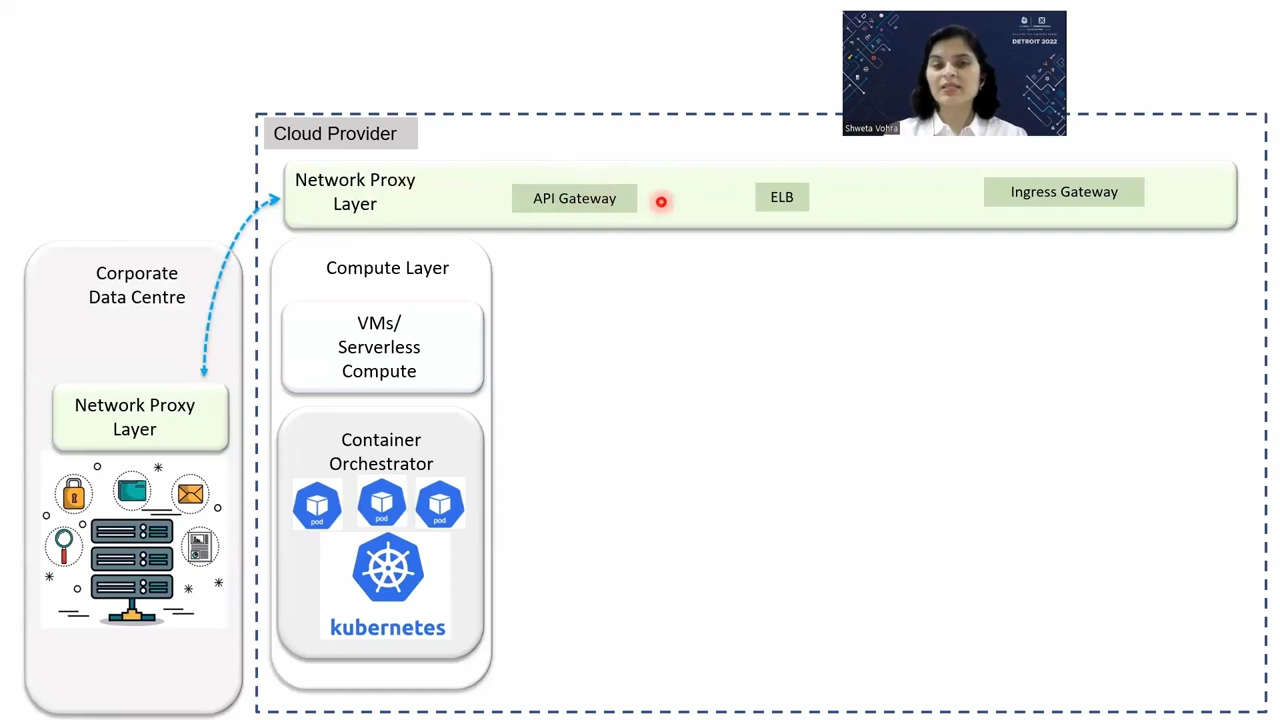 DETROIT 2022
Shweta Vohra
Cloud Provider
Network Proxy
Layer
API Gateway
ELB
Ingress Gateway
Corporate
Data Centre
Network Proxy
Layer
Compute Layer
VMs/
Serverless
Compute
Container
Orchestrator
pod
pod
pod
kubernetes